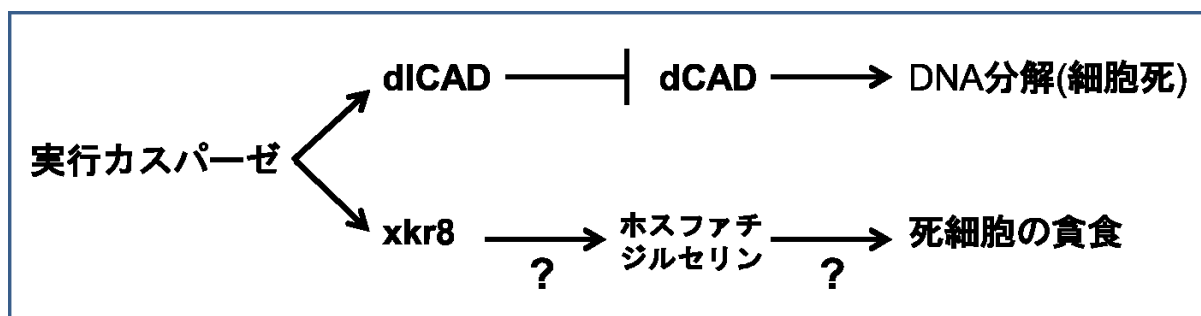 dICAD
dCAD
DNA分解(細胞死)
実行カスパーゼ
xkr8
?
ホスファチ
ジルセリン
?
死細胞の貪食